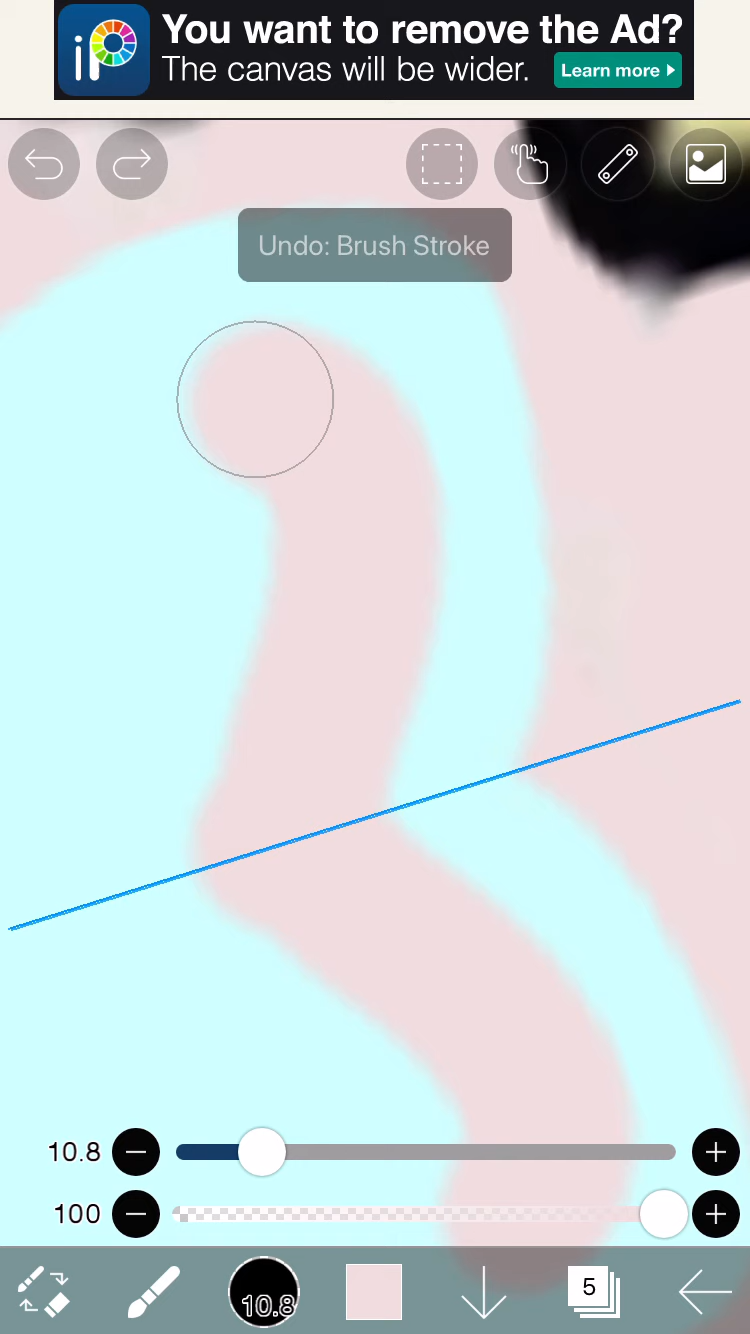 iP
You want to remove the Ad?
The canvas will be wider.
Learn more
Undo: Brush Stroke
10.8
100
10.8
5